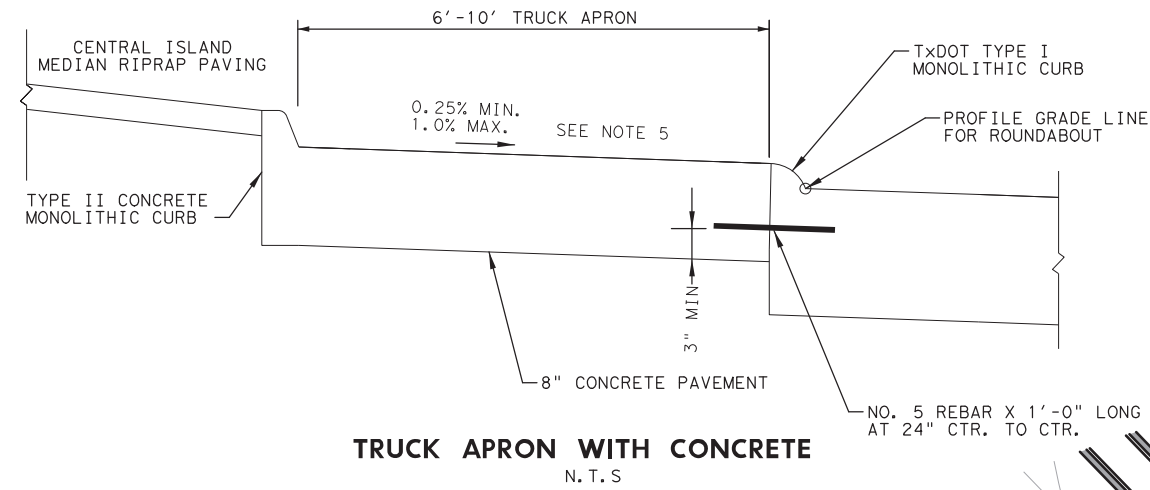 6'-10' TRUCK APRON
CENTRAL ISLAND
MEDIAN RIPRAP PAVING
TxDOT TYPE I
MONOLITHIC CURB
0.25% MIN.
1.0% MAX.
SEE NOTE 5
PROFILE GRADE LINE
FOR ROUNDABOUT
TYPE II CONCRETE
MONOLITHIC CURB
3" MIN
8" CONCRETE PAVEMENT
NO. 5 REBAR X 1'-0" LONG
AT 24" CTR. TO CTR.
TRUCK APRON WITH CONCRETE
N.T.S